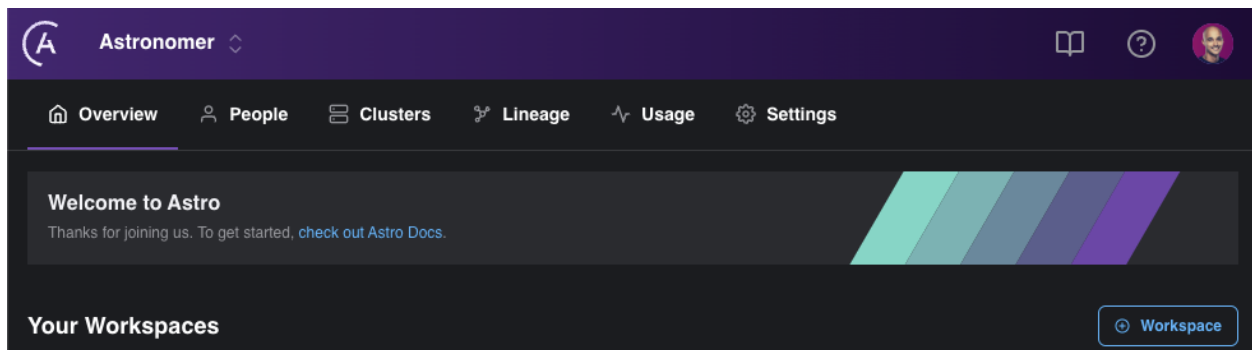 Astronomer
Overview People Clusters Lineage Usage Settings
Welcome to Astro
Thanks for joining us. To get started, check out Astro Docs.
Your Workspaces Workspace